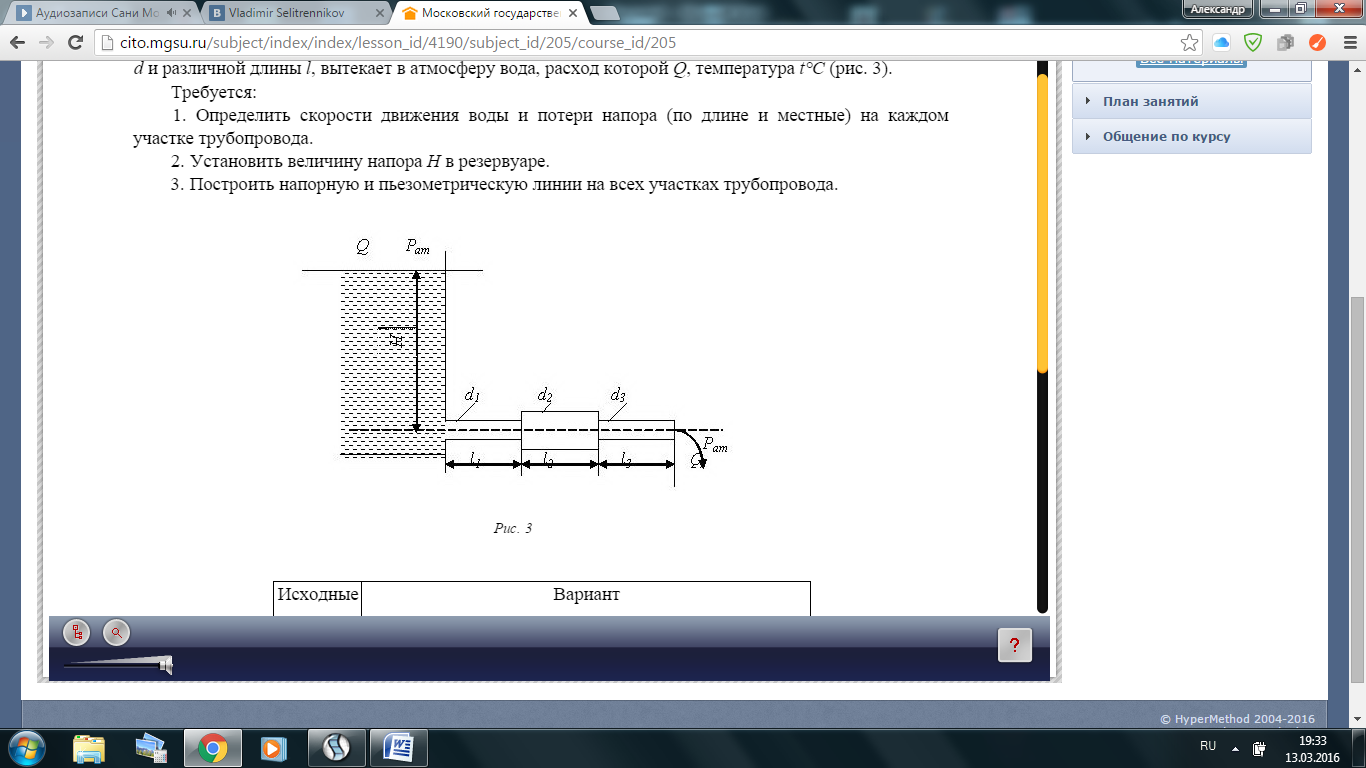 Аудиозаписи Сани Мо
Vladimir Selitrennikov
Московский государстве
Александр
cito.mgsu.ru/subject/index/index/lesson_id/4190/subject_id/205/course_id/205
d и различной длины l, вытекает в атмосферу вода, расход которой Q, температура t°C (рис. 3).
Требуется:
1. Определить скорости движения воды и потери напора (по длине и местные) на каждом
участке трубопровода.
2. Установить величину напора H в резервуаре.
3. Построить напорную и пьезометрическую линии на всех участках трубопровода.
Q Pат
H
d1 d2 d3
Pат
l1 l2 l3 Q
Рис. 3
Исходные Вариант
План занятий
Общение по курсу
?
© HyperMethod 2004-2016
RU
19:33
13.03.2016